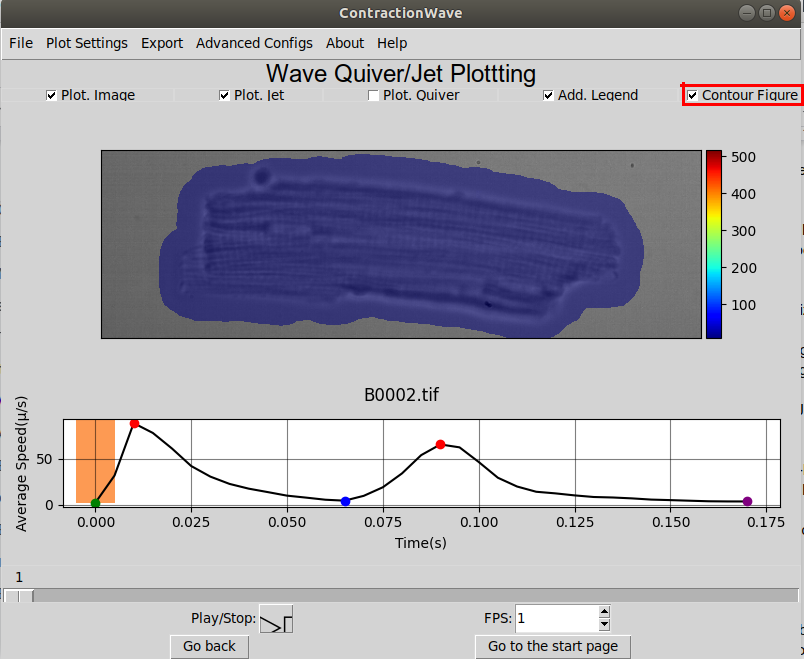 ContractionWave
File Plot Settings Export Advanced Configs About Help
Wave Quiver/Jet Plottting
Plot. Image Plot. Jet Plot. Quiver Add. Legend Contour Figure
500
400
300
200
100
B0002.tif
Average Speed(μ/s)
50
0
0.000 0.025 0.050 0.075 0.100 0.125 0.150 0.175
Time(s)
1
Play/Stop: FPS: 1
Go back Go to the start page